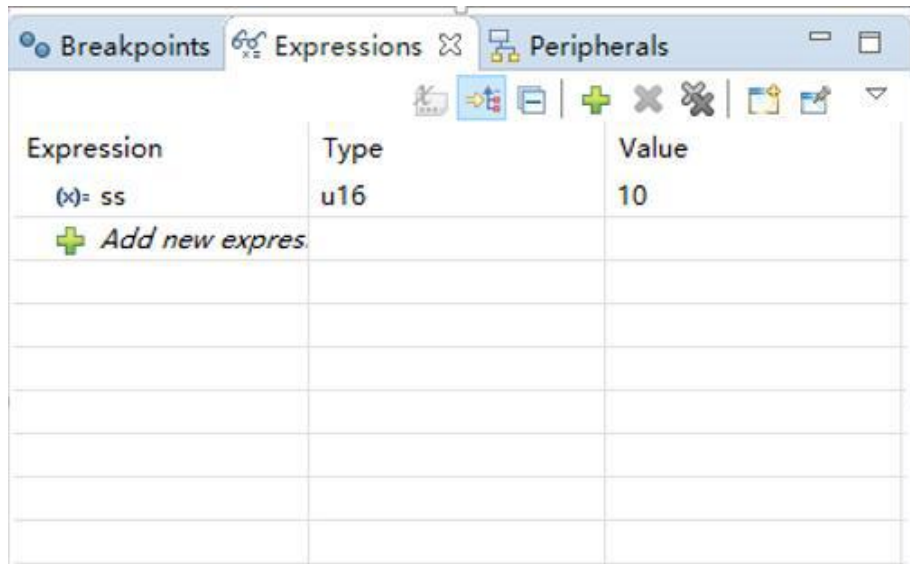 Breakpoints Expressions Peripherals
Expression Type Value
(x)= ss u16 10
Add new expres